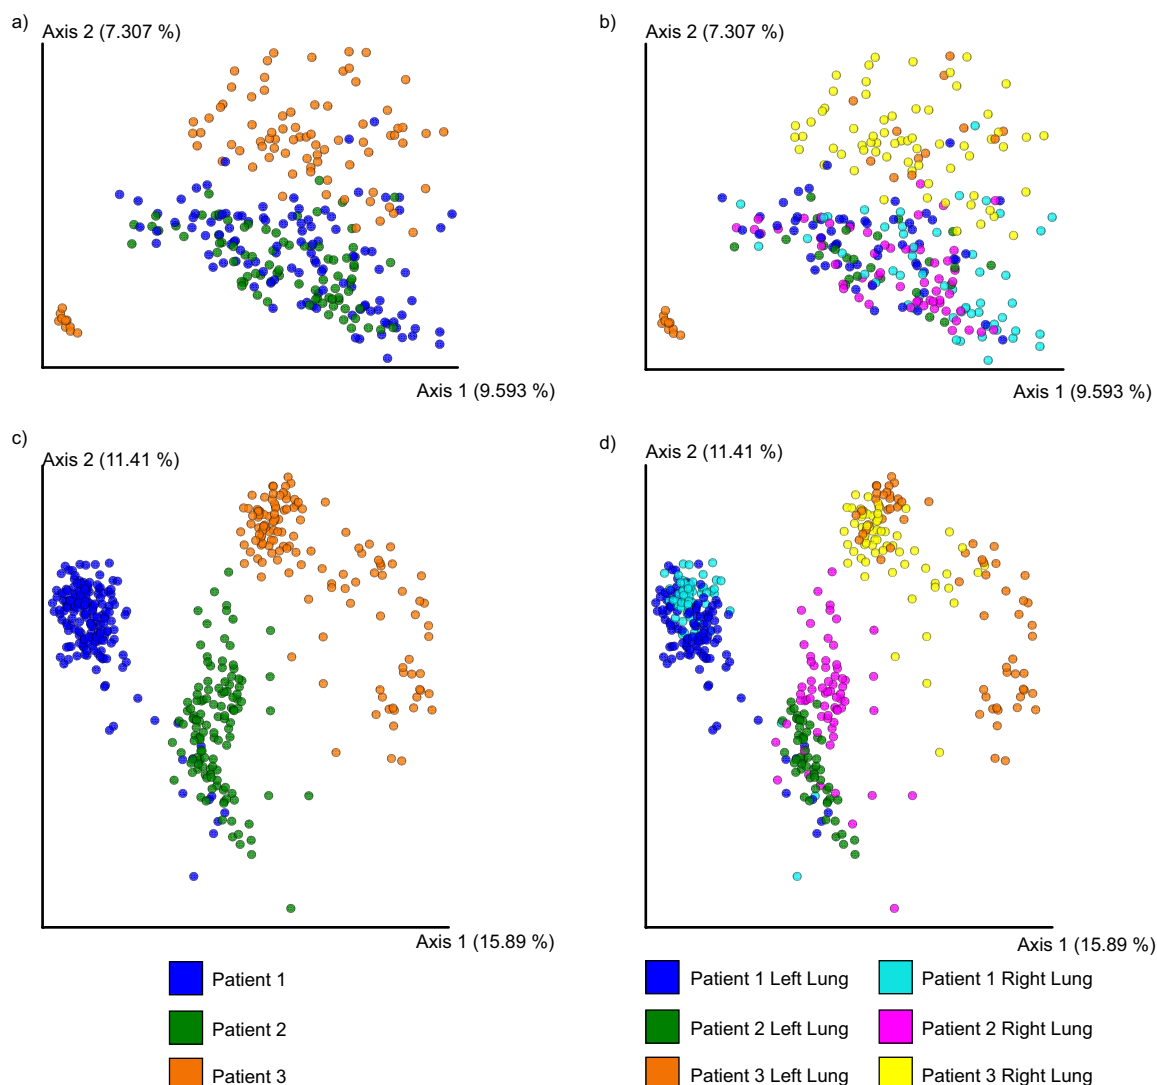 a)
Axis 2 (7.307 %)
Axis 1 (9.593 %)
b)
Axis 2 (7.307 %)
Axis 1 (9.593 %)
c)
Axis 2 (11.41 %)
Axis 1 (15.89 %)
d)
Axis 2 (11.41 %)
Axis 1 (15.89 %)
Patient 1
Patient 2
Patient 3
Patient 1 Left Lung
Patient 1 Right Lung
Patient 2 Left Lung
Patient 2 Right Lung
Patient 3 Left Lung
Patient 3 Right Lung